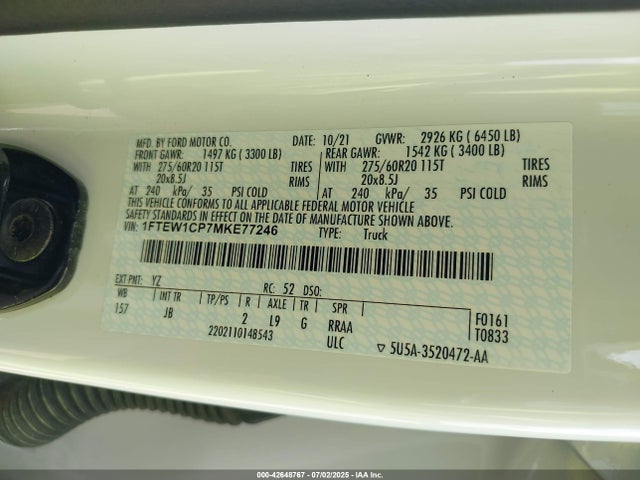 MFD. BY FORD MOTOR CO. DATE: 10/21 GVWR: 2926 KG ( 6450 LB)
FRONT GAWR: 1497 KG ( 3300 LB) REAR GAWR: 1542 KG ( 3400 LB)
WITH 275/60R20 115T TIRES WITH 275/60R20 115T TIRES
20x8.5J RIMS 20x8.5J RIMS
AT 240 kPa/ 35 PSI COLD AT 240 kPa/ 35 PSI COLD
THIS VEHICLE CONFORMS TO ALL APPLICABLE FEDERAL MOTOR VEHICLE
SAFETY STANDARDS IN EFFECT ON THE DATE OF MANUFACTURE SHOWN ABOVE.
VIN: 1FTEW1CP7MKE77246 TYPE: Truck
EXT PNT: YZ RC: 52 DSO:
WB INT TR TP/PS R AXLE TR SPR F0161
157 JB 2 L9 G RRAA T0833
2202110148543 ULC ▽ 5U5A-3520472-AA
000-42648767 - 07/02/2025 - IAA Inc.